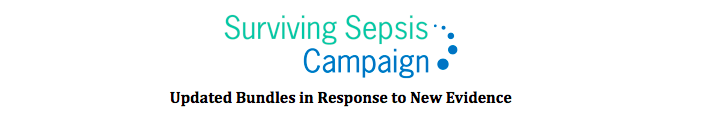 Surviving Sepsis
Campaign
Updated Bundles in Response to New Evidence